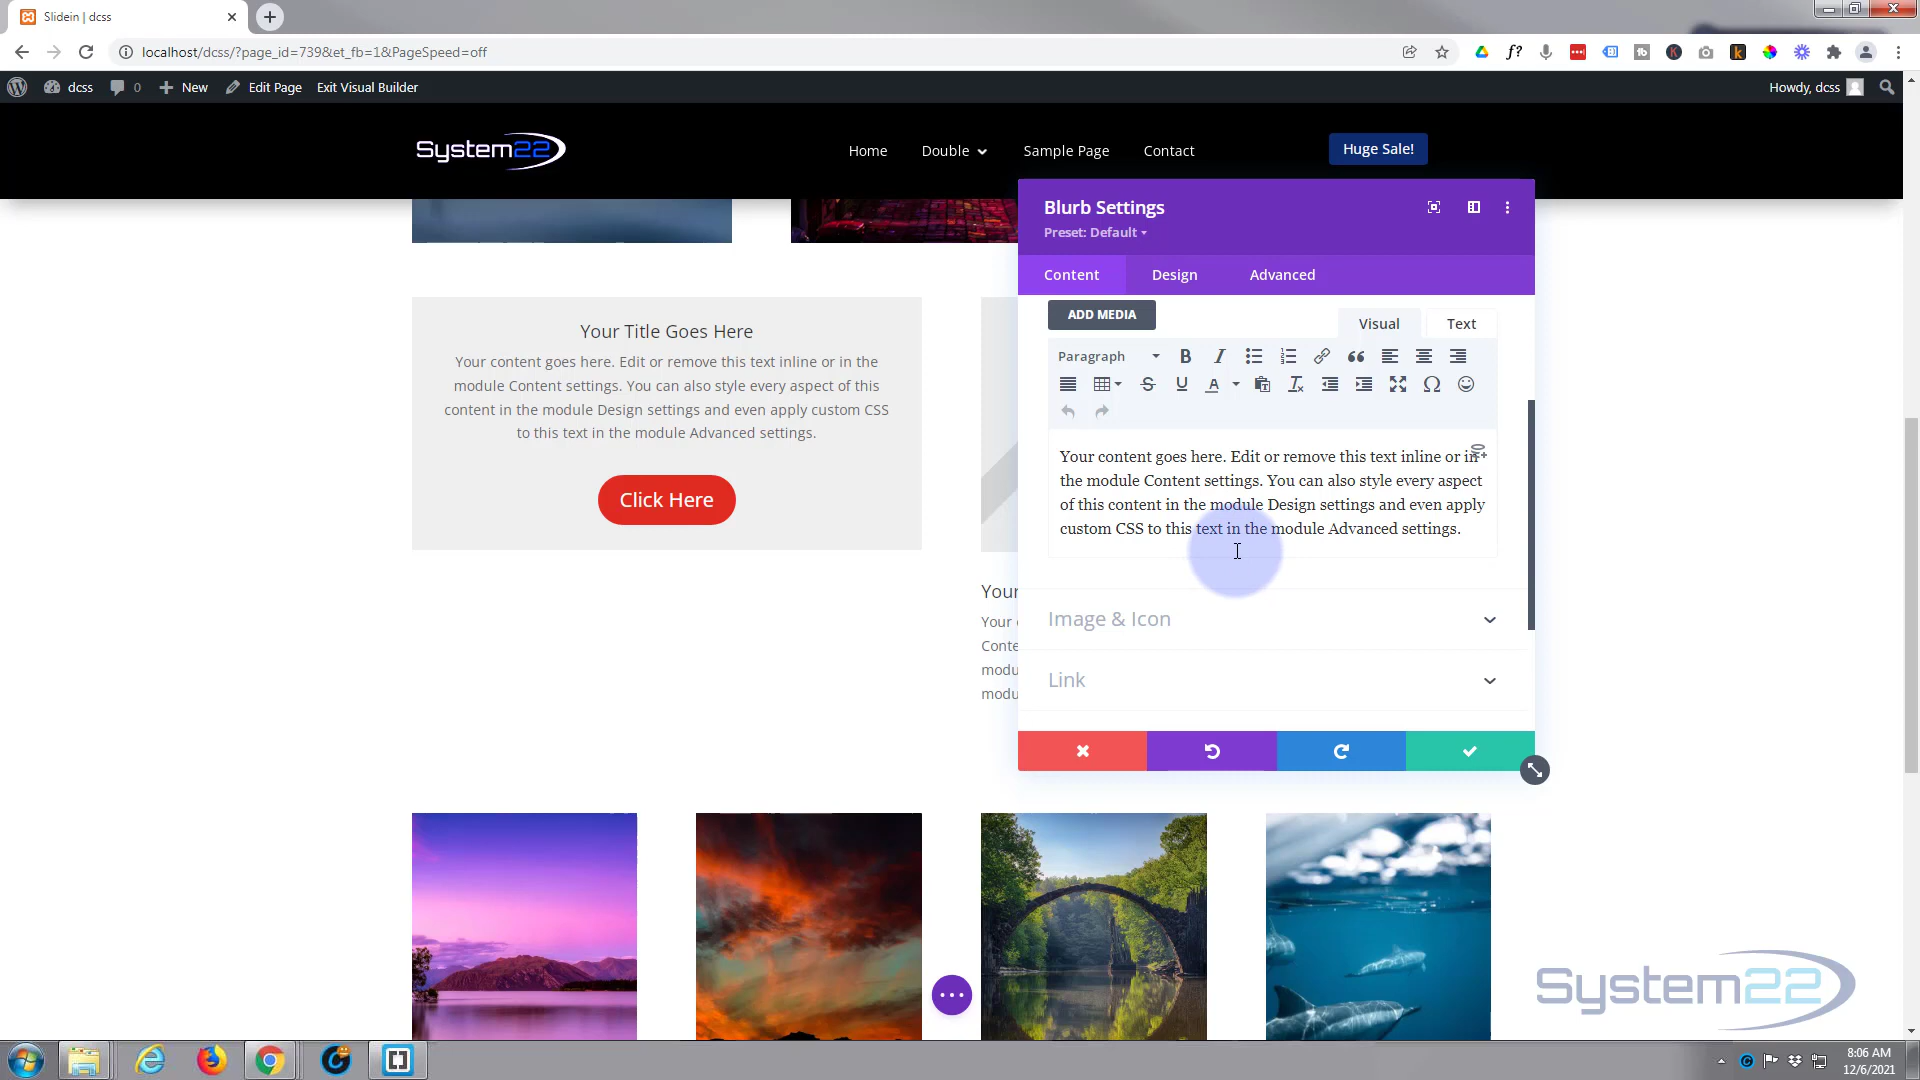 Slidein | dcss
localhost/dcss/?page_id=739&et_fb=1&PageSpeed=off
dcss
0
New
Edit Page
Exit Visual Builder
Howdy, dcss
System22
Home
Double
Sample Page
Contact
Huge Sale!
Blurb Settings
Preset: Default
Content
Design
Advanced
ADD MEDIA
Visual
Text
Paragraph
Your content goes here. Edit or remove this text inline or in
the module Content settings. You can also style every aspect
of this content in the module Design settings and even apply
custom CSS to this text in the module Advanced settings.
Image & Icon
Link
Your Title Goes Here
Your content goes here. Edit or remove this text inline or in the
module Content settings. You can also style every aspect of this
content in the module Design settings and even apply custom CSS
to this text in the module Advanced settings.
Click Here
Your
Your
Conte
modu
modu
System22
8:06 AM
12/6/2021